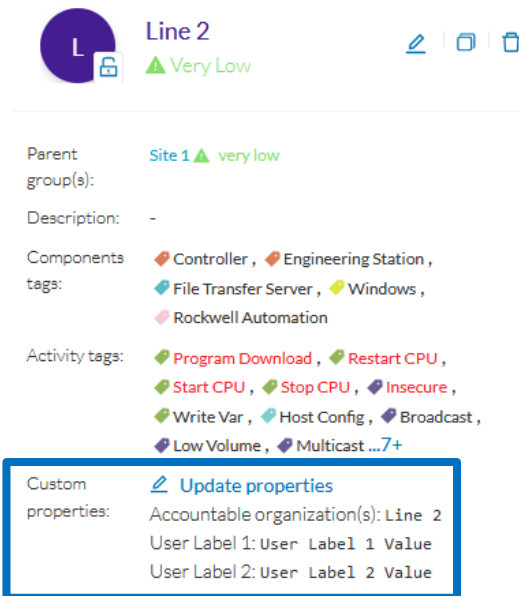 L
Line 2
Very Low
Parent
group(s):
Site 1 very low
Description: -
Components
tags:
Controller , Engineering Station ,
File Transfer Server , Windows ,
Rockwell Automation
Activity tags:
Program Download , Restart CPU ,
Start CPU , Stop CPU , Insecure ,
Write Var , Host Config , Broadcast ,
Low Volume , Multicast ...7+
Custom
properties:
Update properties
Accountable organization(s): Line 2
User Label 1: User Label 1 Value
User Label 2: User Label 2 Value